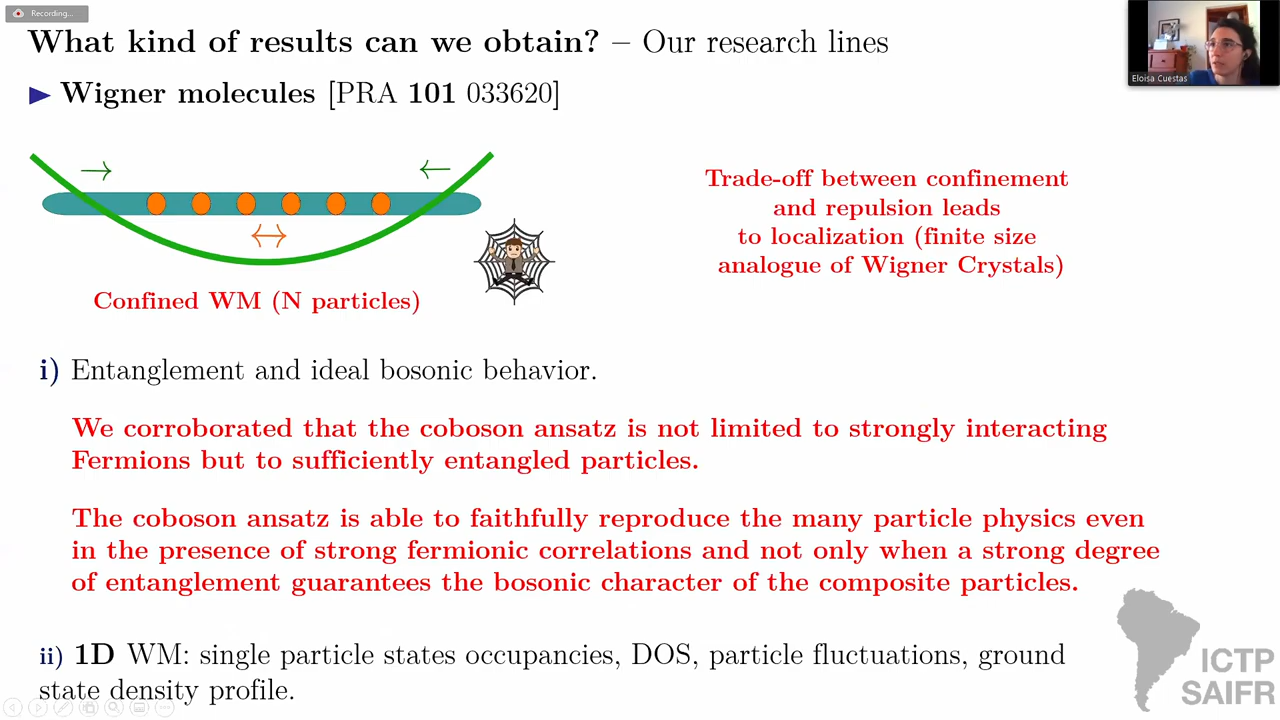 Recording...
What kind of results can we obtain? – Our research lines
Eloisa Cuestas
► Wigner molecules [PRA 101 033620]
→ ←
Trade-off between confinement
and repulsion leads
to localization (finite size
analogue of Wigner Crystals)
↔
Confined WM (N particles)
i) Entanglement and ideal bosonic behavior.
We corroborated that the coboson ansatz is not limited to strongly interacting
Fermions but to sufficiently entangled particles.
The coboson ansatz is able to faithfully reproduce the many particle physics even
in the presence of strong fermionic correlations and not only when a strong degree
of entanglement guarantees the bosonic character of the composite particles.
ii) 1D WM: single particle states occupancies, DOS, particle fluctuations, ground
state density profile.
ICTP
SAIFR